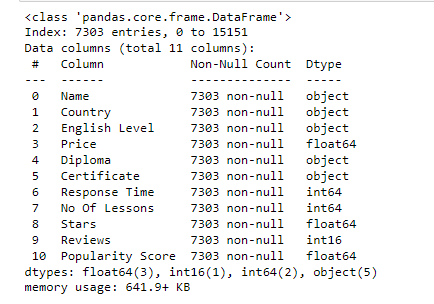 <class 'pandas.core.frame.DataFrame'>
Index: 7303 entries, 0 to 15151
Data columns (total 11 columns):
 #   Column            Non-Null Count  Dtype
---  ------            --------------  -----
 0   Name              7303 non-null   object
 1   Country           7303 non-null   object
 2   English Level     7303 non-null   object
 3   Price             7303 non-null   float64
 4   Diploma           7303 non-null   object
 5   Certificate       7303 non-null   object
 6   Response Time     7303 non-null   int64
 7   No Of Lessons     7303 non-null   int64
 8   Stars             7303 non-null   float64
 9   Reviews           7303 non-null   int16
 10  Popularity Score  7303 non-null   float64
dtypes: float64(3), int16(1), int64(2), object(5)
memory usage: 641.9+ KB